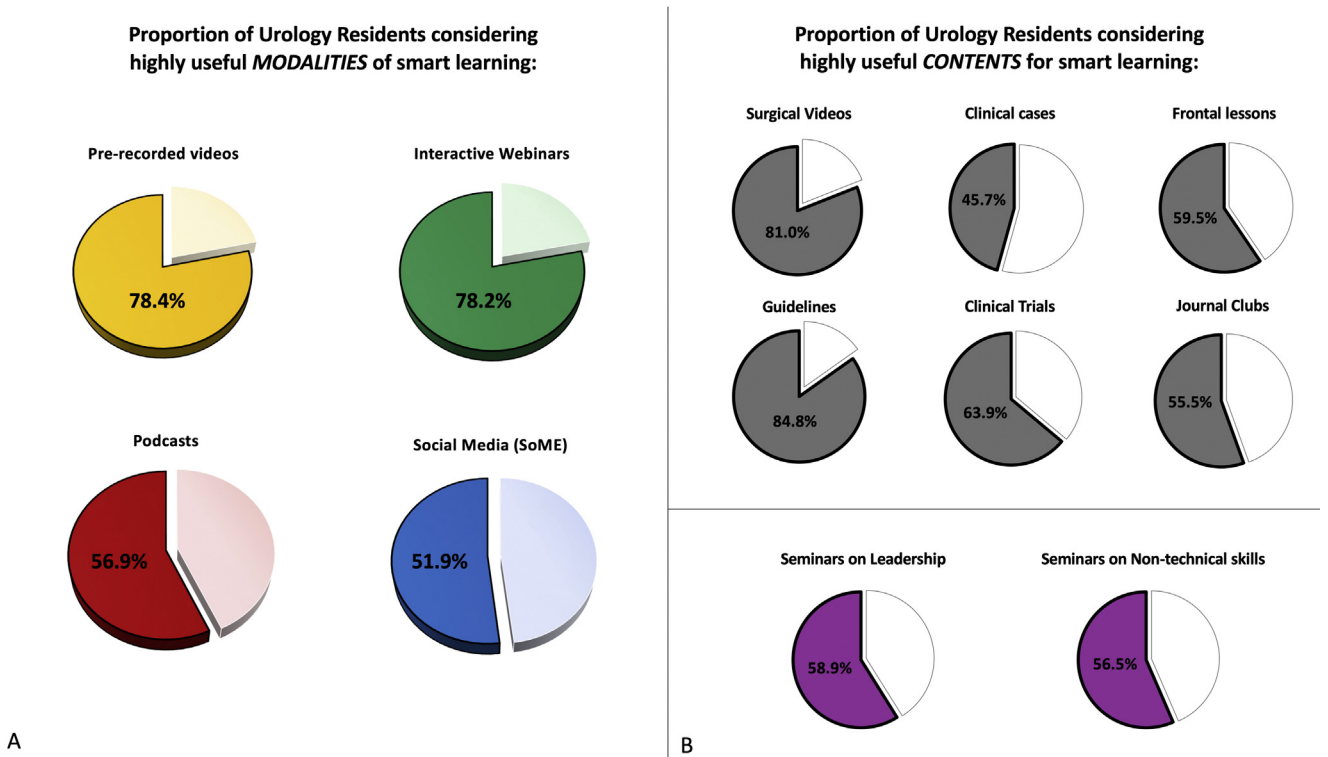 Proportion of Urology Residents considering
highly useful MODALITIES of smart learning:
Pre-recorded videos
Interactive Webinars
78.4%
78.2%
Podcasts
Social Media (SoME)
56.9%
51.9%
A
Proportion of Urology Residents considering
highly useful CONTENTS for smart learning:
Surgical Videos
Clinical cases
Frontal lessons
81.0%
45.7%
59.5%
Guidelines
Clinical Trials
Journal Clubs
84.8%
63.9%
55.5%
Seminars on Leadership
Seminars on Non-technical skills
58.9%
56.5%
B